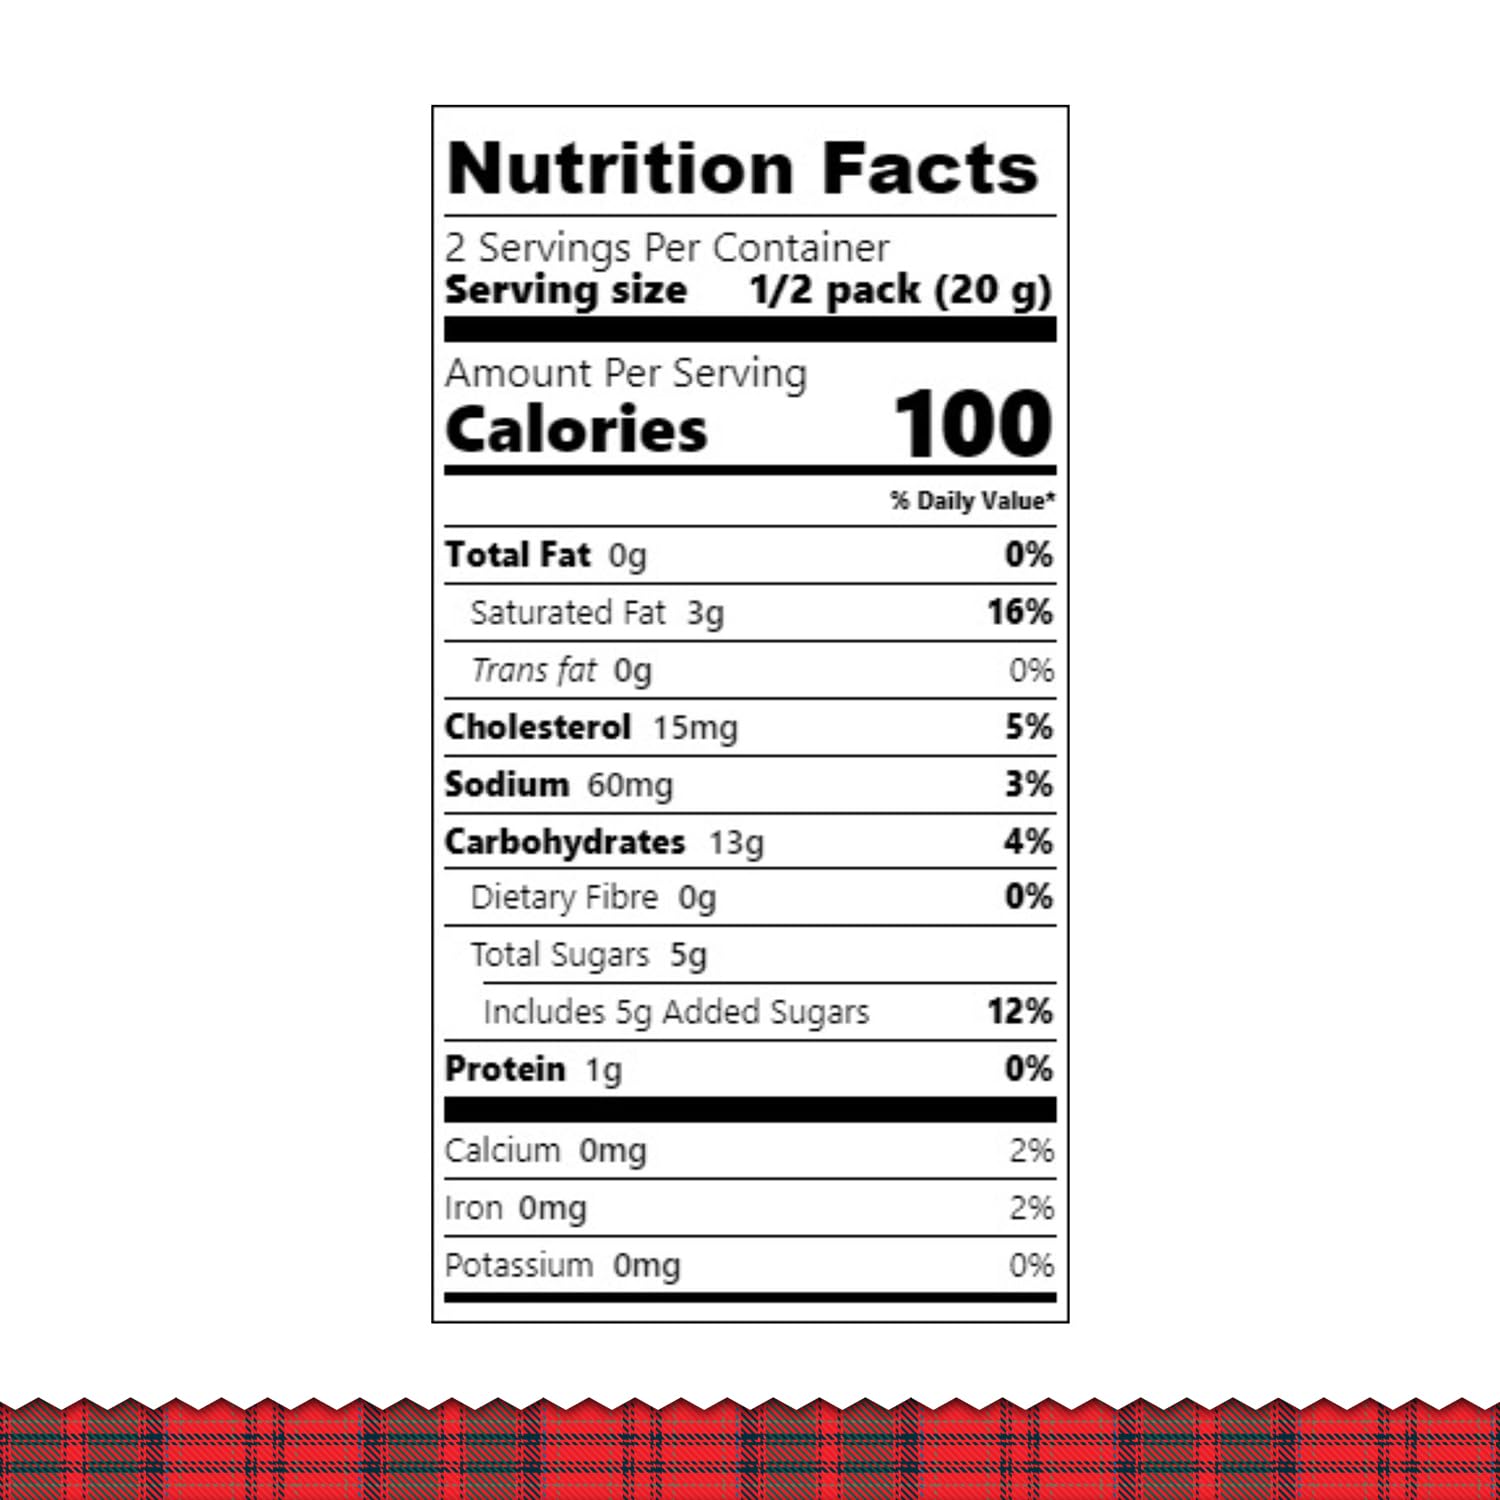 Nutrition Facts
2 Servings Per Container
Serving size 1/2 pack (20 g)
Amount Per Serving
Calories 100
% Daily Value*
Total Fat 0g 0%
Saturated Fat 3g 16%
Trans fat 0g 0%
Cholesterol 15mg 5%
Sodium 60mg 3%
Carbohydrates 13g 4%
Dietary Fibre 0g 0%
Total Sugars 5g
Includes 5g Added Sugars 12%
Protein 1g 0%
Calcium 0mg 2%
Iron 0mg 2%
Potassium 0mg 0%